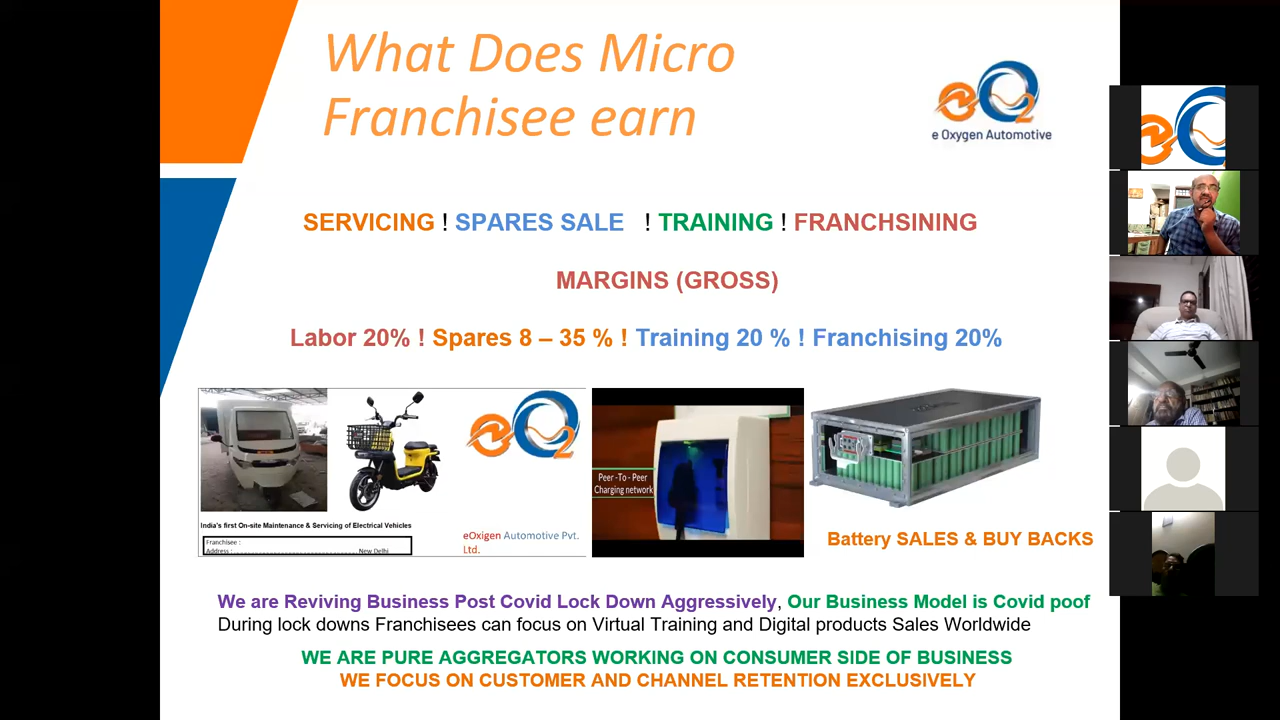 What Does Micro
Franchisee earn
eO2
e Oxygen Automotive
SERVICING ! SPARES SALE ! TRAINING ! FRANCHSINING
MARGINS (GROSS)
Labor 20% ! Spares 8 – 35 % ! Training 20 % ! Franchising 20%
eO2
India's first On-site Maintenance & Servicing of Electrical Vehicles
Franchisee :
Address : . . . . . . . . . . . . . . . . . . . . . . . . . . . . . . . . . . . . . New Delhi
eOxigen Automotive Pvt.
Ltd.
Peer -To- Peer
Charging network
Battery SALES & BUY BACKS
We are Reviving Business Post Covid Lock Down Aggressively, Our Business Model is Covid poof
During lock downs Franchisees can focus on Virtual Training and Digital products Sales Worldwide
WE ARE PURE AGGREGATORS WORKING ON CONSUMER SIDE OF BUSINESS
WE FOCUS ON CUSTOMER AND CHANNEL RETENTION EXCLUSIVELY